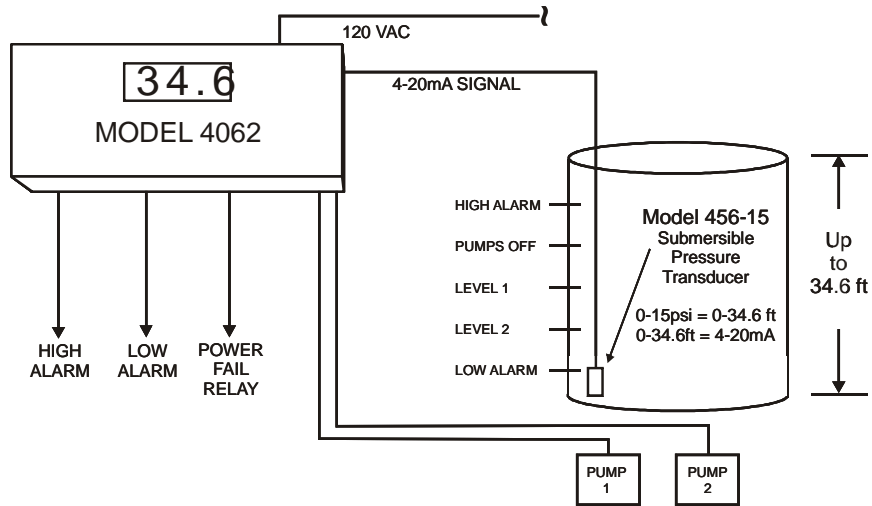 120 VAC
34.6
MODEL 4062
4-20mA SIGNAL
HIGH ALARM
PUMPS OFF
LEVEL 1
LEVEL 2
LOW ALARM
Model 456-15
Submersible
Pressure
Transducer
0-15psi = 0-34.6 ft
0-34.6ft = 4-20mA
Up
to
34.6 ft
HIGH
ALARM
LOW
ALARM
POWER
FAIL
RELAY
PUMP
1
PUMP
2